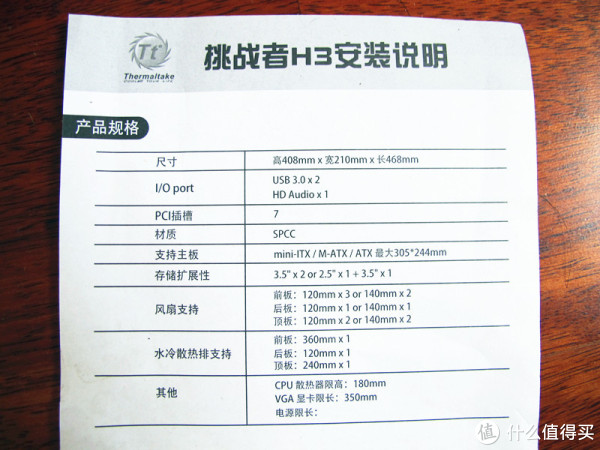 Tt
Thermaltake
COOL ALL YOUR LIFE
挑战者H3安装说明
产品规格
尺寸 高408mm x 宽210mm x 长468mm
I/O port USB 3.0 x 2
HD Audio x 1
PCI插槽 7
材质 SPCC
支持主板 mini-ITX / M-ATX / ATX 最大305*244mm
存储扩展性 3.5" x 2 or 2.5" x 1 + 3.5" x 1
风扇支持 前板：120mm x 3 or 140mm x 2
后板：120mm x 1 or 140mm x 1
顶板：120mm x 2 or 140mm x 2
水冷散热排支持 前板：360mm x 1
后板：120mm x 1
顶板：240mm x 1
其他 CPU 散热器限高：180mm
VGA 显卡限长：350mm
电源限长：
值 什么值得买